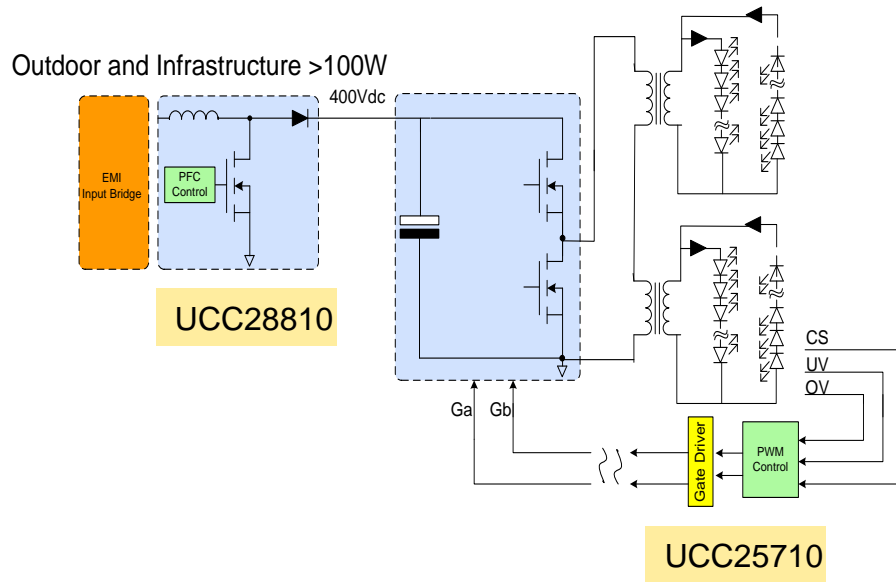 Outdoor and Infrastructure >100W
400Vdc
EMI
Input Bridge
PFC
Control
UCC28810
CS
UV
OV
Ga
Gb
Gate Driver
PWM
Control
UCC25710